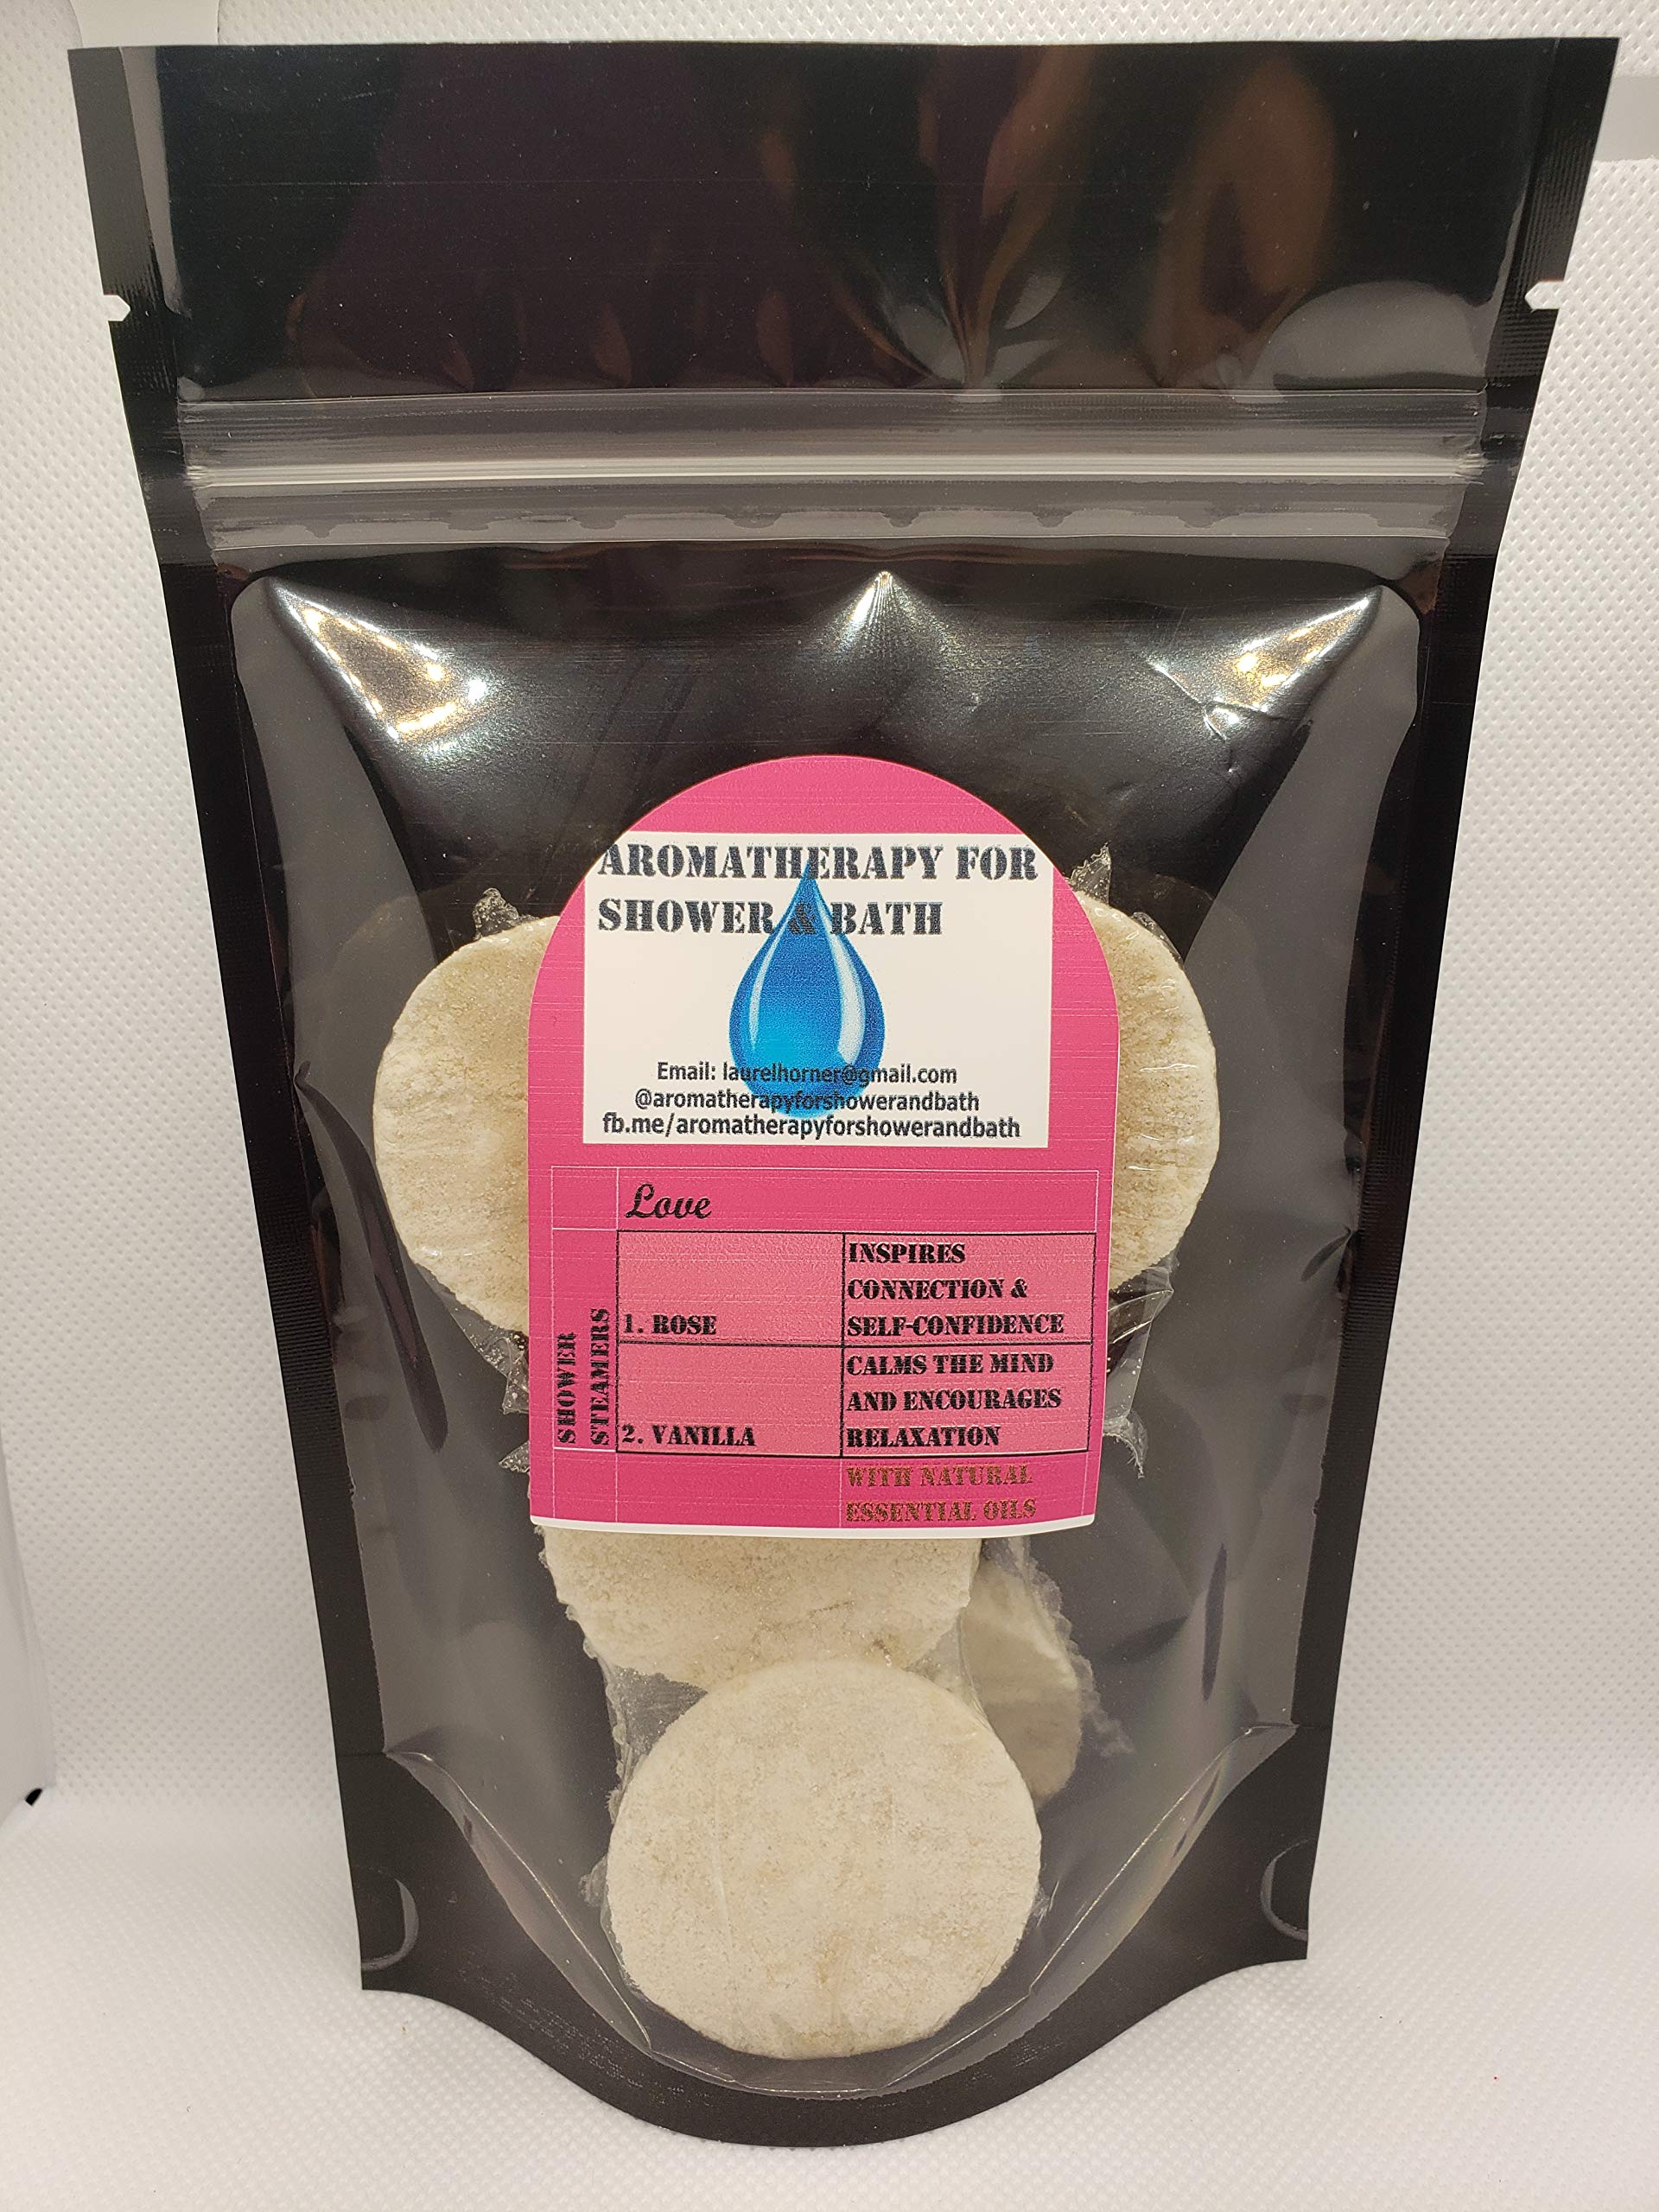 AROMATHERAPY FOR
SHOWER & BATH
Email: laurelhorner@gmail.com
@aromatherapyforshowerandbath
fb.me/aromatherapyforshowerandbath
Love
SHOWER
STEAMERS
1. ROSE
INSPIRES
CONNECTION &
SELF-CONFIDENCE
2. VANILLA
CALMS THE MIND
AND ENCOURAGES
RELAXATION
WITH NATURAL
ESSENTIAL OILS